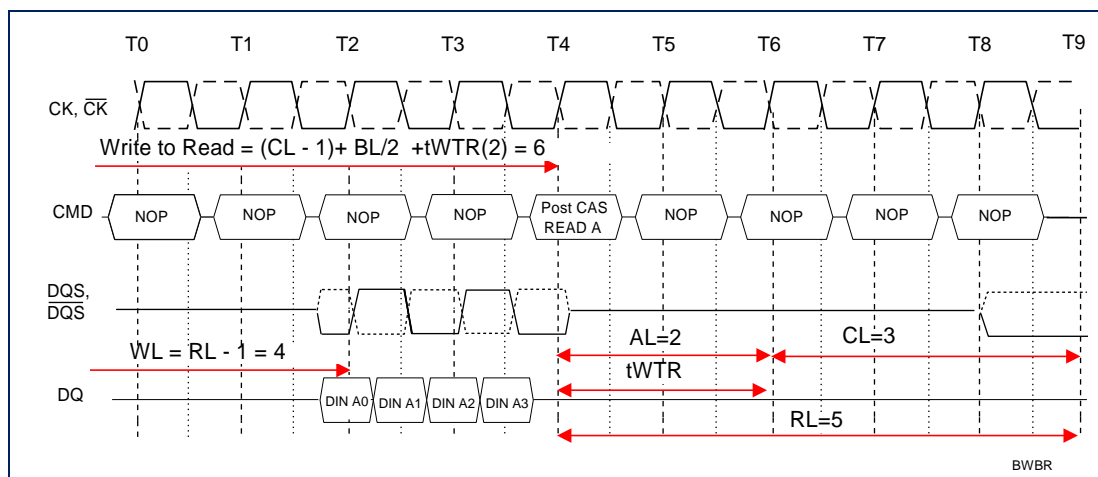 T0 T1 T2 T3 T4 T5 T6 T7 T8 T9
CK, CK
Write to Read = (CL - 1)+ BL/2 +tWTR(2) = 6
CMD NOP NOP NOP NOP Post CAS READ A NOP NOP NOP NOP
DQS,
DQS
WL = RL - 1 = 4
AL=2 CL=3
tWTR
DQ DIN A0 DIN A1 DIN A2 DIN A3
RL=5
BWBR